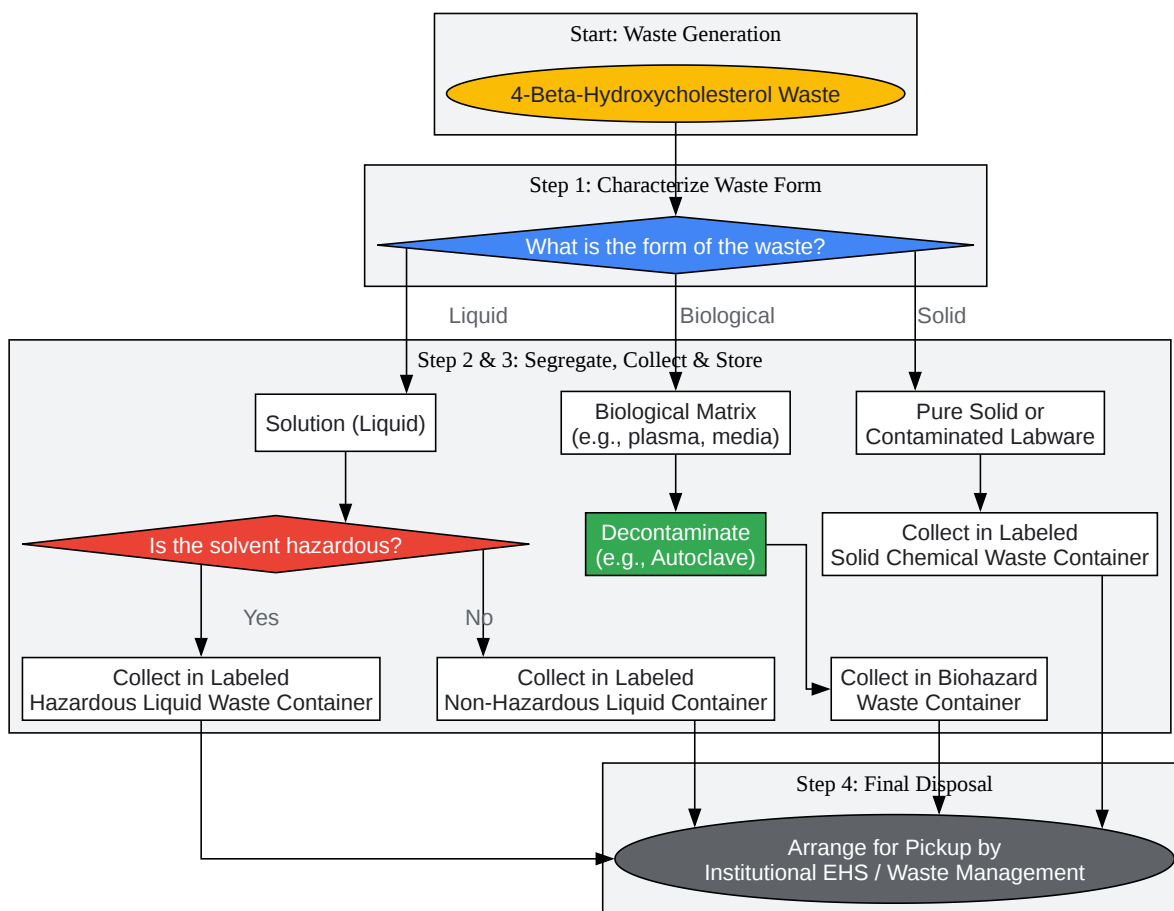 Start: Waste Generation
4-Beta-Hydroxycholesterol Waste
Step 1: Characterize Waste Form
What is the form of the waste?
Liquid
Biological
Solid
Step 2 & 3: Segregate, Collect & Store
Solution (Liquid)
Biological Matrix
(e.g., plasma, media)
Pure Solid or
Contaminated Labware
Is the solvent hazardous?
Decontaminate
(e.g., Autoclave)
Collect in Labeled
Solid Chemical Waste Container
Yes
No
Collect in Labeled
Hazardous Liquid Waste Container
Collect in Labeled
Non-Hazardous Liquid Container
Collect in Biohazard
Waste Container
Step 4: Final Disposal
Arrange for Pickup by
Institutional EHS / Waste Management